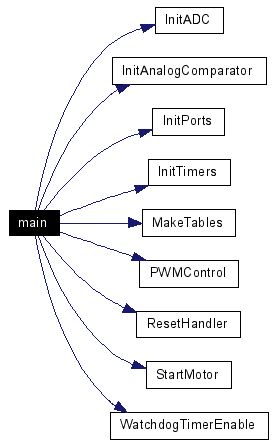 InitADC
InitAnalogComparator
InitPorts
InitTimers
main
MakeTables
PWMControl
ResetHandler
StartMotor
WatchdogTimerEnable